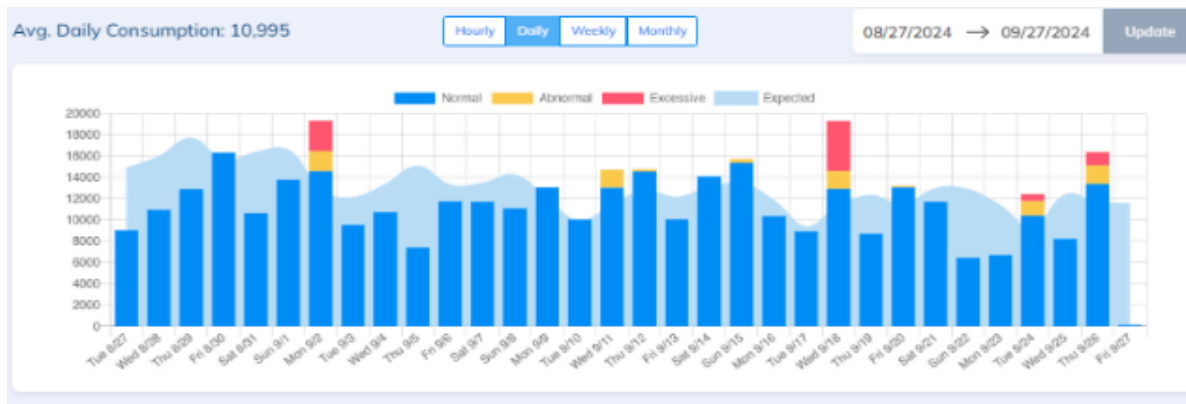 Avg. Daily Consumption: 10,995
Hourly Daily Weekly Monthly
08/27/2024 → 09/27/2024 Update
Normal Abnormal Excessive Expected
20000
18000
16000
14000
12000
10000
8000
6000
4000
2000
0
Tue 8/27 Wed 8/28 Thu 8/29 Fri 8/30 Sat 8/31 Sun 9/1 Mon 9/2 Tue 9/3 Wed 9/4 Thu 9/5 Fri 9/6 Sat 9/7 Sun 9/8 Mon 9/9 Tue 9/10 Wed 9/11 Thu 9/12 Fri 9/13 Sat 9/14 Sun 9/15 Mon 9/16 Tue 9/17 Wed 9/18 Thu 9/19 Fri 9/20 Sat 9/21 Sun 9/22 Mon 9/23 Tue 9/24 Wed 9/25 Thu 9/26 Fri 9/27